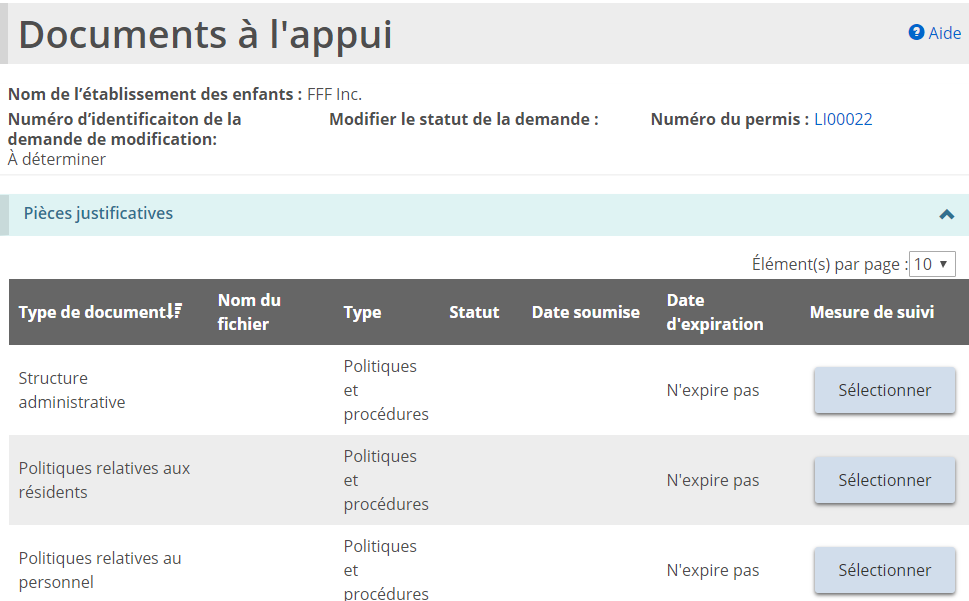 Documents à l'appui
Aide
Nom de l’établissement des enfants : FFF Inc.
Numéro d’identificaiton de la demande de modification:
À déterminer
Modifier le statut de la demande :
Numéro du permis : LI00022
Pièces justificatives
Élément(s) par page : 10
Type de document Nom du fichier Type Statut Date soumise Date d'expiration Mesure de suivi
Structure administrative Politiques et procédures N'expire pas Sélectionner
Politiques relatives aux résidents Politiques et procédures N'expire pas Sélectionner
Politiques relatives au personnel Politiques et procédures N'expire pas Sélectionner